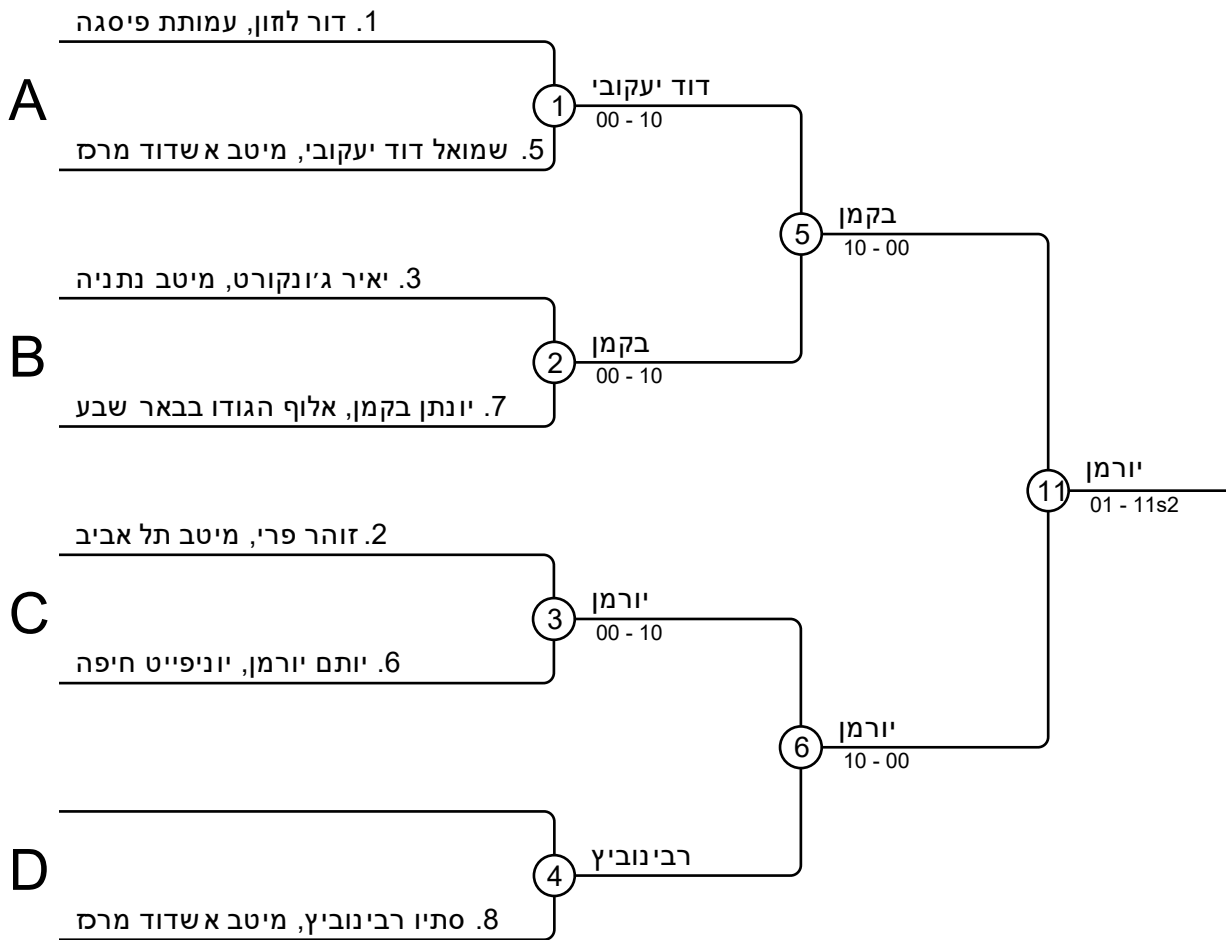 1. דור לוזון, עמותת פיסגה
A
1
דוד יעקובי
00 - 10
5. שמואל דוד יעקובי, מיטב אשדוד מרכז
5
בקמן
10 - 00
3. יאיר ג׳ונקורט, מיטב נתניה
B
2
בקמן
00 - 10
7. יונתן בקמן, אלוף הגודו בבאר שבע
11
יורמן
01 - 11s2
2. זוהר פרי, מיטב תל אביב
C
3
יורמן
00 - 10
6. יותם יורמן, יוניפייט חיפה
6
יורמן
10 - 00
D
4
רבינוביץ
8. סתיו רבינוביץ, מיטב אשדוד מרכז